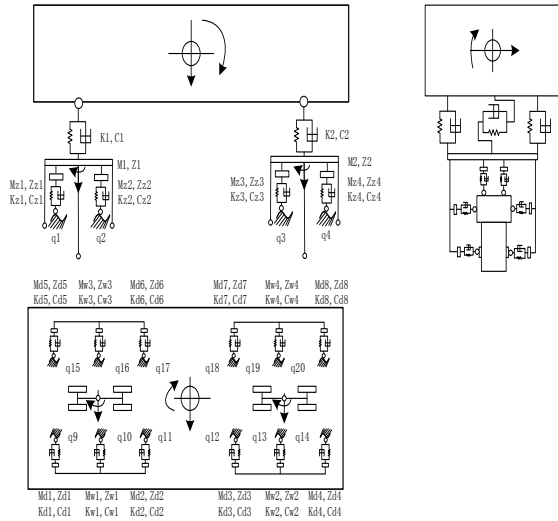 K1, C1
K2, C2
M1, Z1
M2, Z2
Mz1, Zz1
Mz2, Zz2
Mz3, Zz3
Mz4, Zz4
Kz1, Cz1
Kz2, Cz2
Kz3, Cz3
Kz4, Cz4
q1
q2
q3
q4
Md5, Zd5
Mw3, Zw3
Md6, Zd6
Md7, Zd7
Mw4, Zw4
Md8, Zd8
Kd5, Cd5
Kw3, Cw3
Kd6, Cd6
Kd7, Cd7
Kw4, Cw4
Kd8, Cd8
q15
q16
q17
q18
q19
q20
q9
q10
q11
q12
q13
q14
Md1, Zd1
Mw1, Zw1
Md2, Zd2
Md3, Zd3
Mw2, Zw2
Md4, Zd4
Kd1, Cd1
Kw1, Cw1
Kd2, Cd2
Kd3, Cd3
Kw2, Cw2
Kd4, Cd4